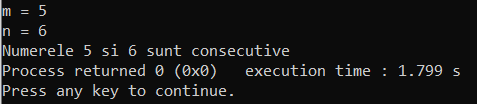 m = 5
n = 6
Numerele 5 si 6 sunt consecutive
Process returned 0 (0x0)   execution time : 1.799 s
Press any key to continue.